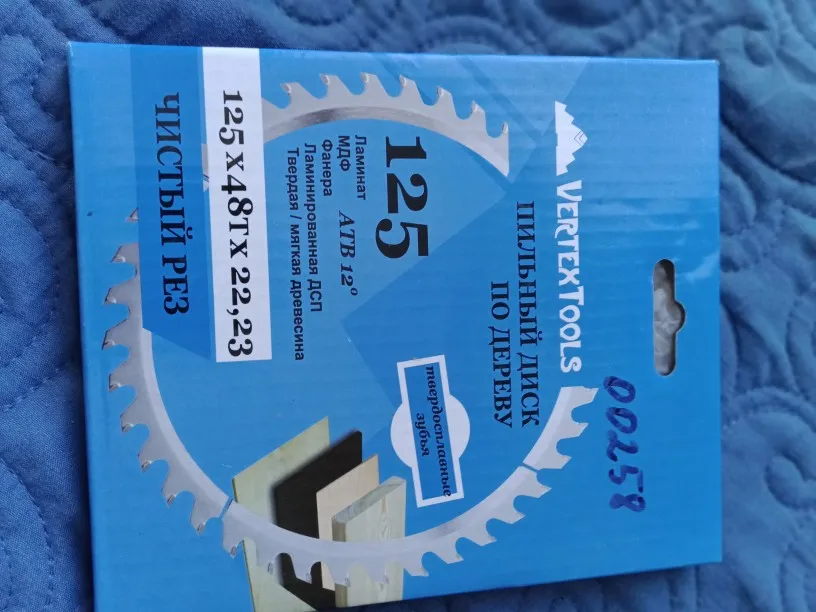 VERTEXTOOLS
ПИЛЬНЫЙ ДИСК
ПО ДЕРЕВУ
00258
125
твердосплавные
зубья
Ламинат
МДФ
Фанера
АТВ 12°
Ламинированная ДСП
Твердая / мягкая древесина
125 X 48TX 22,23
ЧИСТЫЙ РЕЗ